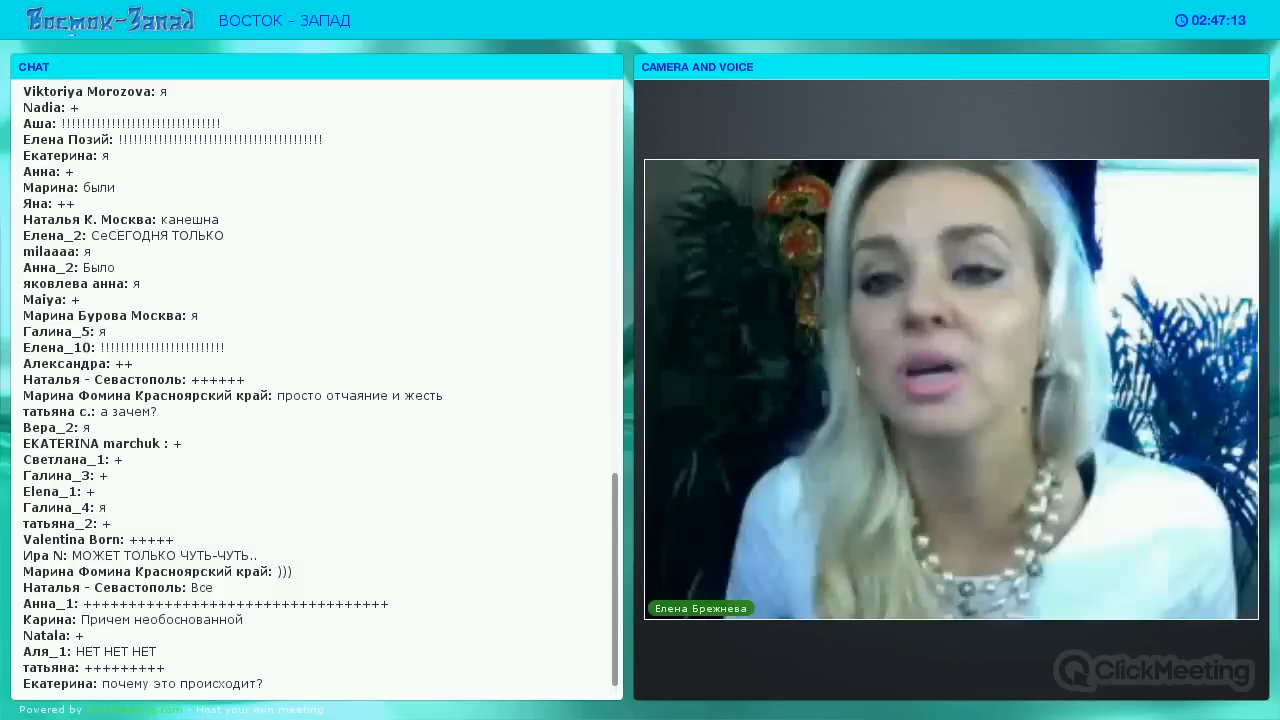 Восток-Запад
ВОСТОК - ЗАПАД
02:47:13
CHAT
CAMERA AND VOICE
Viktoriya Morozova: я
Nadia: +
Аша: !!!!!!!!!!!!!!!!!!!!!!!!!!!!!!!!
Елена Позий: !!!!!!!!!!!!!!!!!!!!!!!!!!!!!!!!!!!!!!!!!
Екатерина: я
Анна: +
Марина: были
Яна: ++
Наталья К. Москва: канешна
Елена_2: СеСЕГОДНЯ ТОЛЬКО
milaaaa: я
Анна_2: Было
яковлева анна: я
Maiya: +
Марина Бурова Москва: я
Галина_5: я
Елена_10: !!!!!!!!!!!!!!!!!!!!!!!!!
Александра: ++
Наталья - Севастополь: ++++++
Марина Фомина Красноярский край: просто отчаяние и жесть
татьяна с.: а зачем?
Вера_2: я
EKATERINA marchuk : +
Светлана_1: +
Галина_3: +
Elena_1: +
Галина_4: я
татьяна_2: +
Valentina Born: +++++
Ира N: МОЖЕТ ТОЛЬКО ЧУТЬ-ЧУТЬ..
Марина Фомина Красноярский край: )))
Наталья - Севастополь: Все
Анна_1: ++++++++++++++++++++++++++++++++++
Карина: Причем необоснованной
Natala: +
Аля_1: НЕТ НЕТ НЕТ
татьяна: +++++++++
Екатерина: почему это происходит?
Елена Брежнева
ClickMeeting
Powered by ClickMeeting.com - Host your own meeting